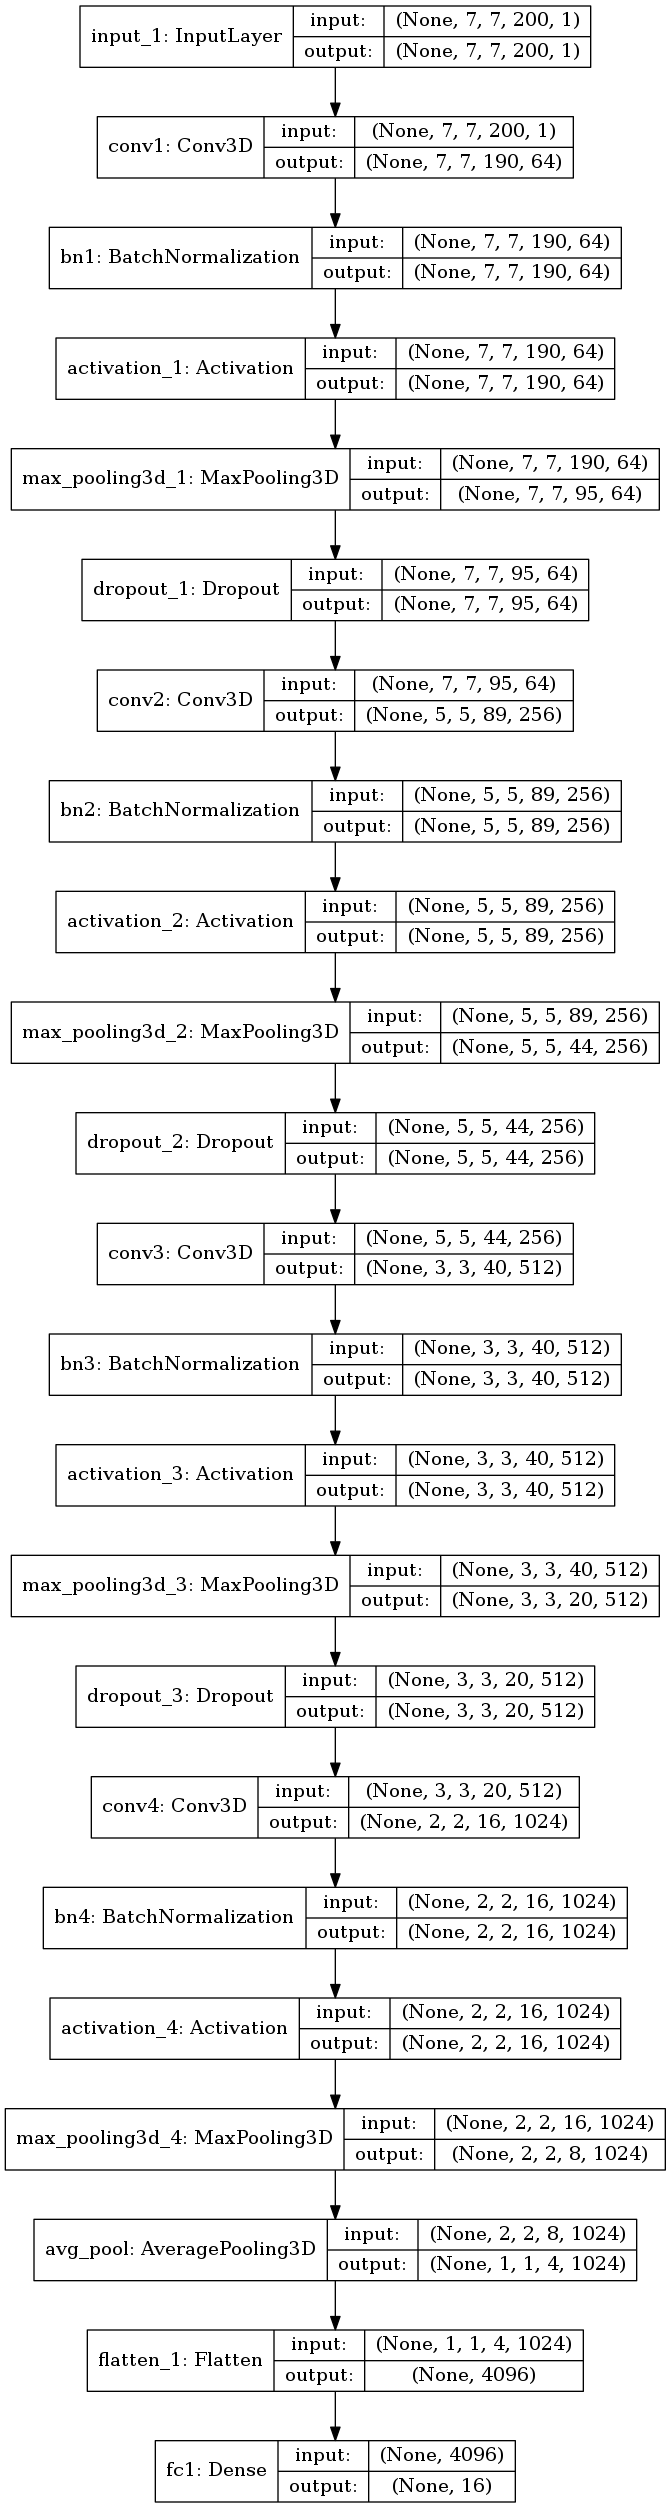 input_1: InputLayer
input: (None, 7, 7, 200, 1)
output: (None, 7, 7, 200, 1)
conv1: Conv3D
input: (None, 7, 7, 200, 1)
output: (None, 7, 7, 190, 64)
bn1: BatchNormalization
input: (None, 7, 7, 190, 64)
output: (None, 7, 7, 190, 64)
activation_1: Activation
input: (None, 7, 7, 190, 64)
output: (None, 7, 7, 190, 64)
max_pooling3d_1: MaxPooling3D
input: (None, 7, 7, 190, 64)
output: (None, 7, 7, 95, 64)
dropout_1: Dropout
input: (None, 7, 7, 95, 64)
output: (None, 7, 7, 95, 64)
conv2: Conv3D
input: (None, 7, 7, 95, 64)
output: (None, 5, 5, 89, 256)
bn2: BatchNormalization
input: (None, 5, 5, 89, 256)
output: (None, 5, 5, 89, 256)
activation_2: Activation
input: (None, 5, 5, 89, 256)
output: (None, 5, 5, 89, 256)
max_pooling3d_2: MaxPooling3D
input: (None, 5, 5, 89, 256)
output: (None, 5, 5, 44, 256)
dropout_2: Dropout
input: (None, 5, 5, 44, 256)
output: (None, 5, 5, 44, 256)
conv3: Conv3D
input: (None, 5, 5, 44, 256)
output: (None, 3, 3, 40, 512)
bn3: BatchNormalization
input: (None, 3, 3, 40, 512)
output: (None, 3, 3, 40, 512)
activation_3: Activation
input: (None, 3, 3, 40, 512)
output: (None, 3, 3, 40, 512)
max_pooling3d_3: MaxPooling3D
input: (None, 3, 3, 40, 512)
output: (None, 3, 3, 20, 512)
dropout_3: Dropout
input: (None, 3, 3, 20, 512)
output: (None, 3, 3, 20, 512)
conv4: Conv3D
input: (None, 3, 3, 20, 512)
output: (None, 2, 2, 16, 1024)
bn4: BatchNormalization
input: (None, 2, 2, 16, 1024)
output: (None, 2, 2, 16, 1024)
activation_4: Activation
input: (None, 2, 2, 16, 1024)
output: (None, 2, 2, 16, 1024)
max_pooling3d_4: MaxPooling3D
input: (None, 2, 2, 16, 1024)
output: (None, 2, 2, 8, 1024)
avg_pool: AveragePooling3D
input: (None, 2, 2, 8, 1024)
output: (None, 1, 1, 4, 1024)
flatten_1: Flatten
input: (None, 1, 1, 4, 1024)
output: (None, 4096)
fc1: Dense
input: (None, 4096)
output: (None, 16)